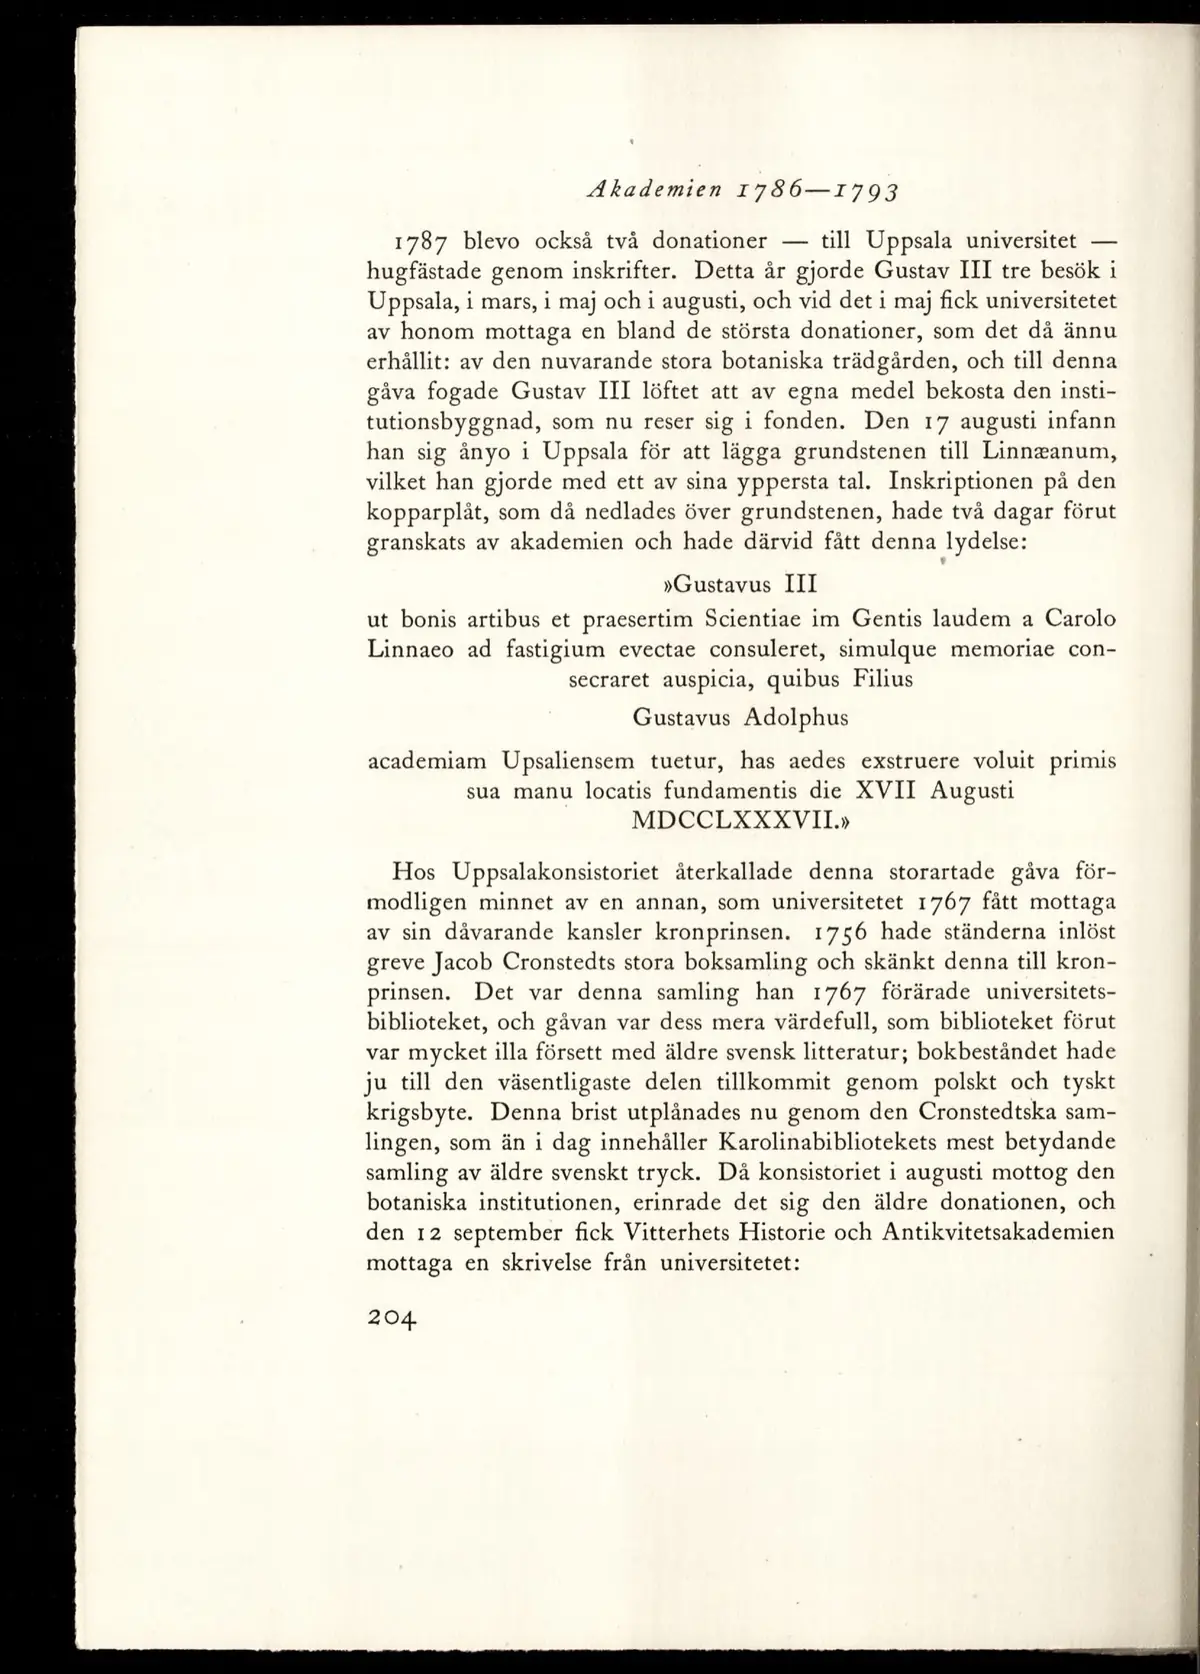 Akademien 1786—1793
1787 blevo också två donationer — till Uppsala universitet —
hugfästade genom inskrifter. Detta år gjorde Gustav III tre besök i
Uppsala, i mars, i maj och i augusti, och vid det i maj fick universitetet
av honom mottaga en bland de största donationer, som det då ännu
erhållit: av den nuvarande stora botaniska trädgården, och till denna
gåva fogade Gustav III löftet att av egna medel bekosta den insti-
tutionsbyggnad, som nu reser sig i fonden. Den 17 augusti infann
han sig ånyo i Uppsala för att lägga grundstenen till Linnæanum,
vilket han gjorde med ett av sina yppersta tal. Inskriptionen på den
kopparplåt, som då nedlades över grundstenen, hade två dagar förut
granskats av akademien och hade därvid fått denna lydelse:
»Gustavus III
ut bonis artibus et praesertim Scientiae im Gentis laudem a Carolo
Linnaeo ad fastigium evectae consuleret, simulque memoriae con-
secraret auspicia, quibus Filius
Gustavus Adolphus
academiam Upsaliensem tuetur, has aedes exstruere voluit primis
sua manu locatis fundamentis die XVII Augusti
MDCCLXXXVII.»
Hos Uppsalakonsistoriet återkallade denna storartade gåva för-
modligen minnet av en annan, som universitetet 1767 fått mottaga
av sin dåvarande kansler kronprinsen. 1756 hade ständerna inlöst
greve Jacob Cronstedts stora boksamling och skänkt denna till kron-
prinsen. Det var denna samling han 1767 förärade universitets-
biblioteket, och gåvan var dess mera värdefull, som biblioteket förut
var mycket illa försett med äldre svensk litteratur; bokbeståndet hade
ju till den väsentligaste delen tillkommit genom polskt och tyskt
krigsbyte. Denna brist utplånades nu genom den Cronstedtska sam-
lingen, som än i dag innehåller Karolinabibliotekets mest betydande
samling av äldre svenskt tryck. Då konsistoriet i augusti mottog den
botaniska institutionen, erinrade det sig den äldre donationen, och
den 12 september fick Vitterhets Historie och Antikvitetsakademien
mottaga en skrivelse från universitetet:
204